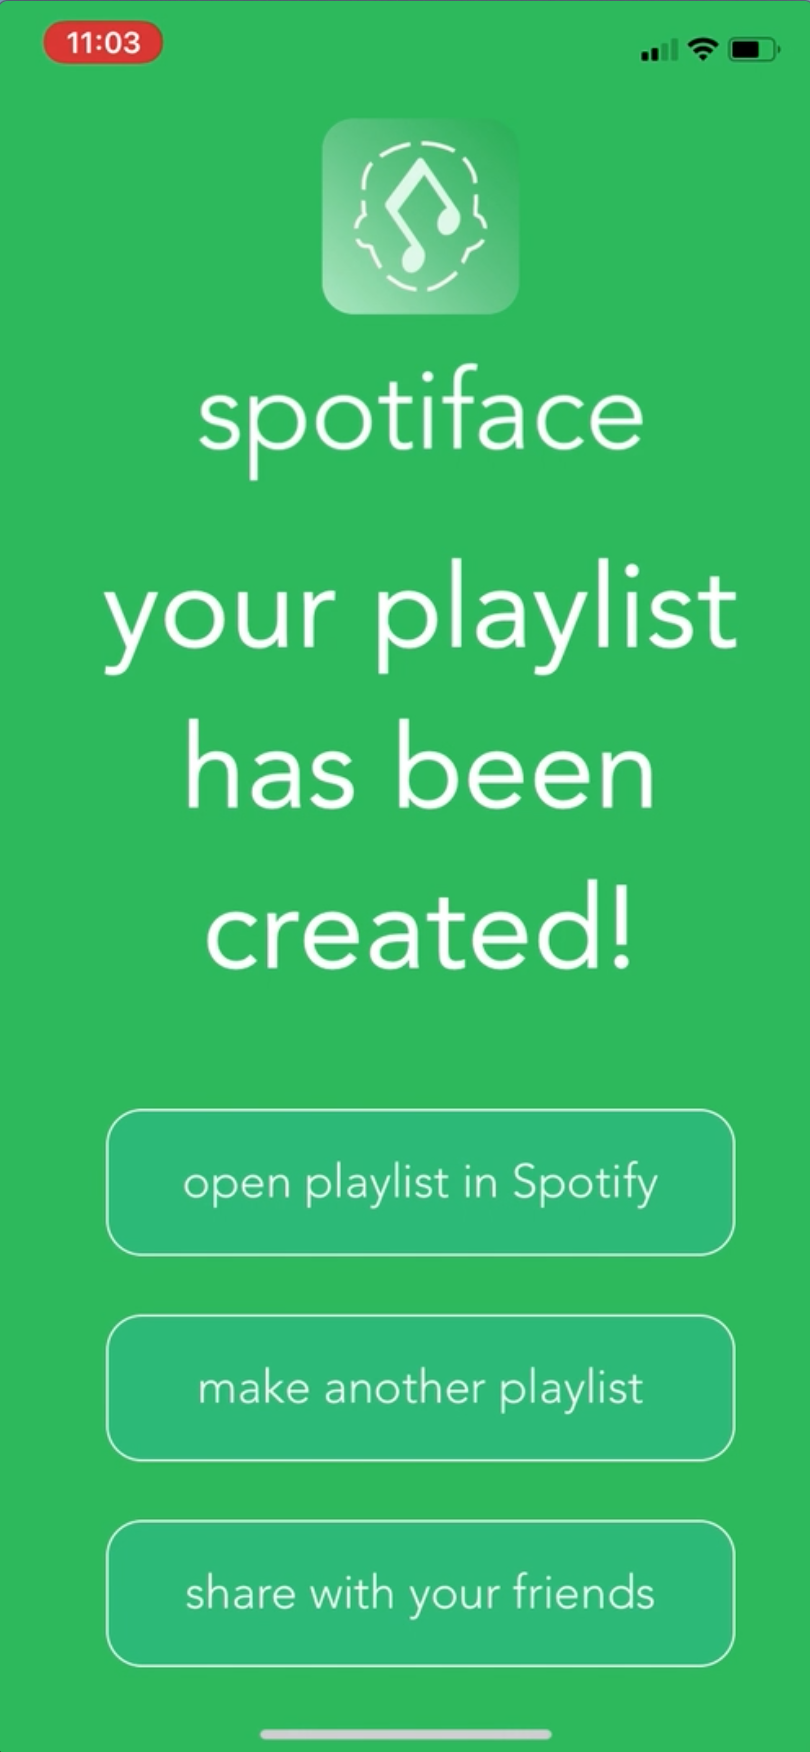 11:03
spotiface
your playlist
has been
created!
open playlist in Spotify
make another playlist
share with your friends